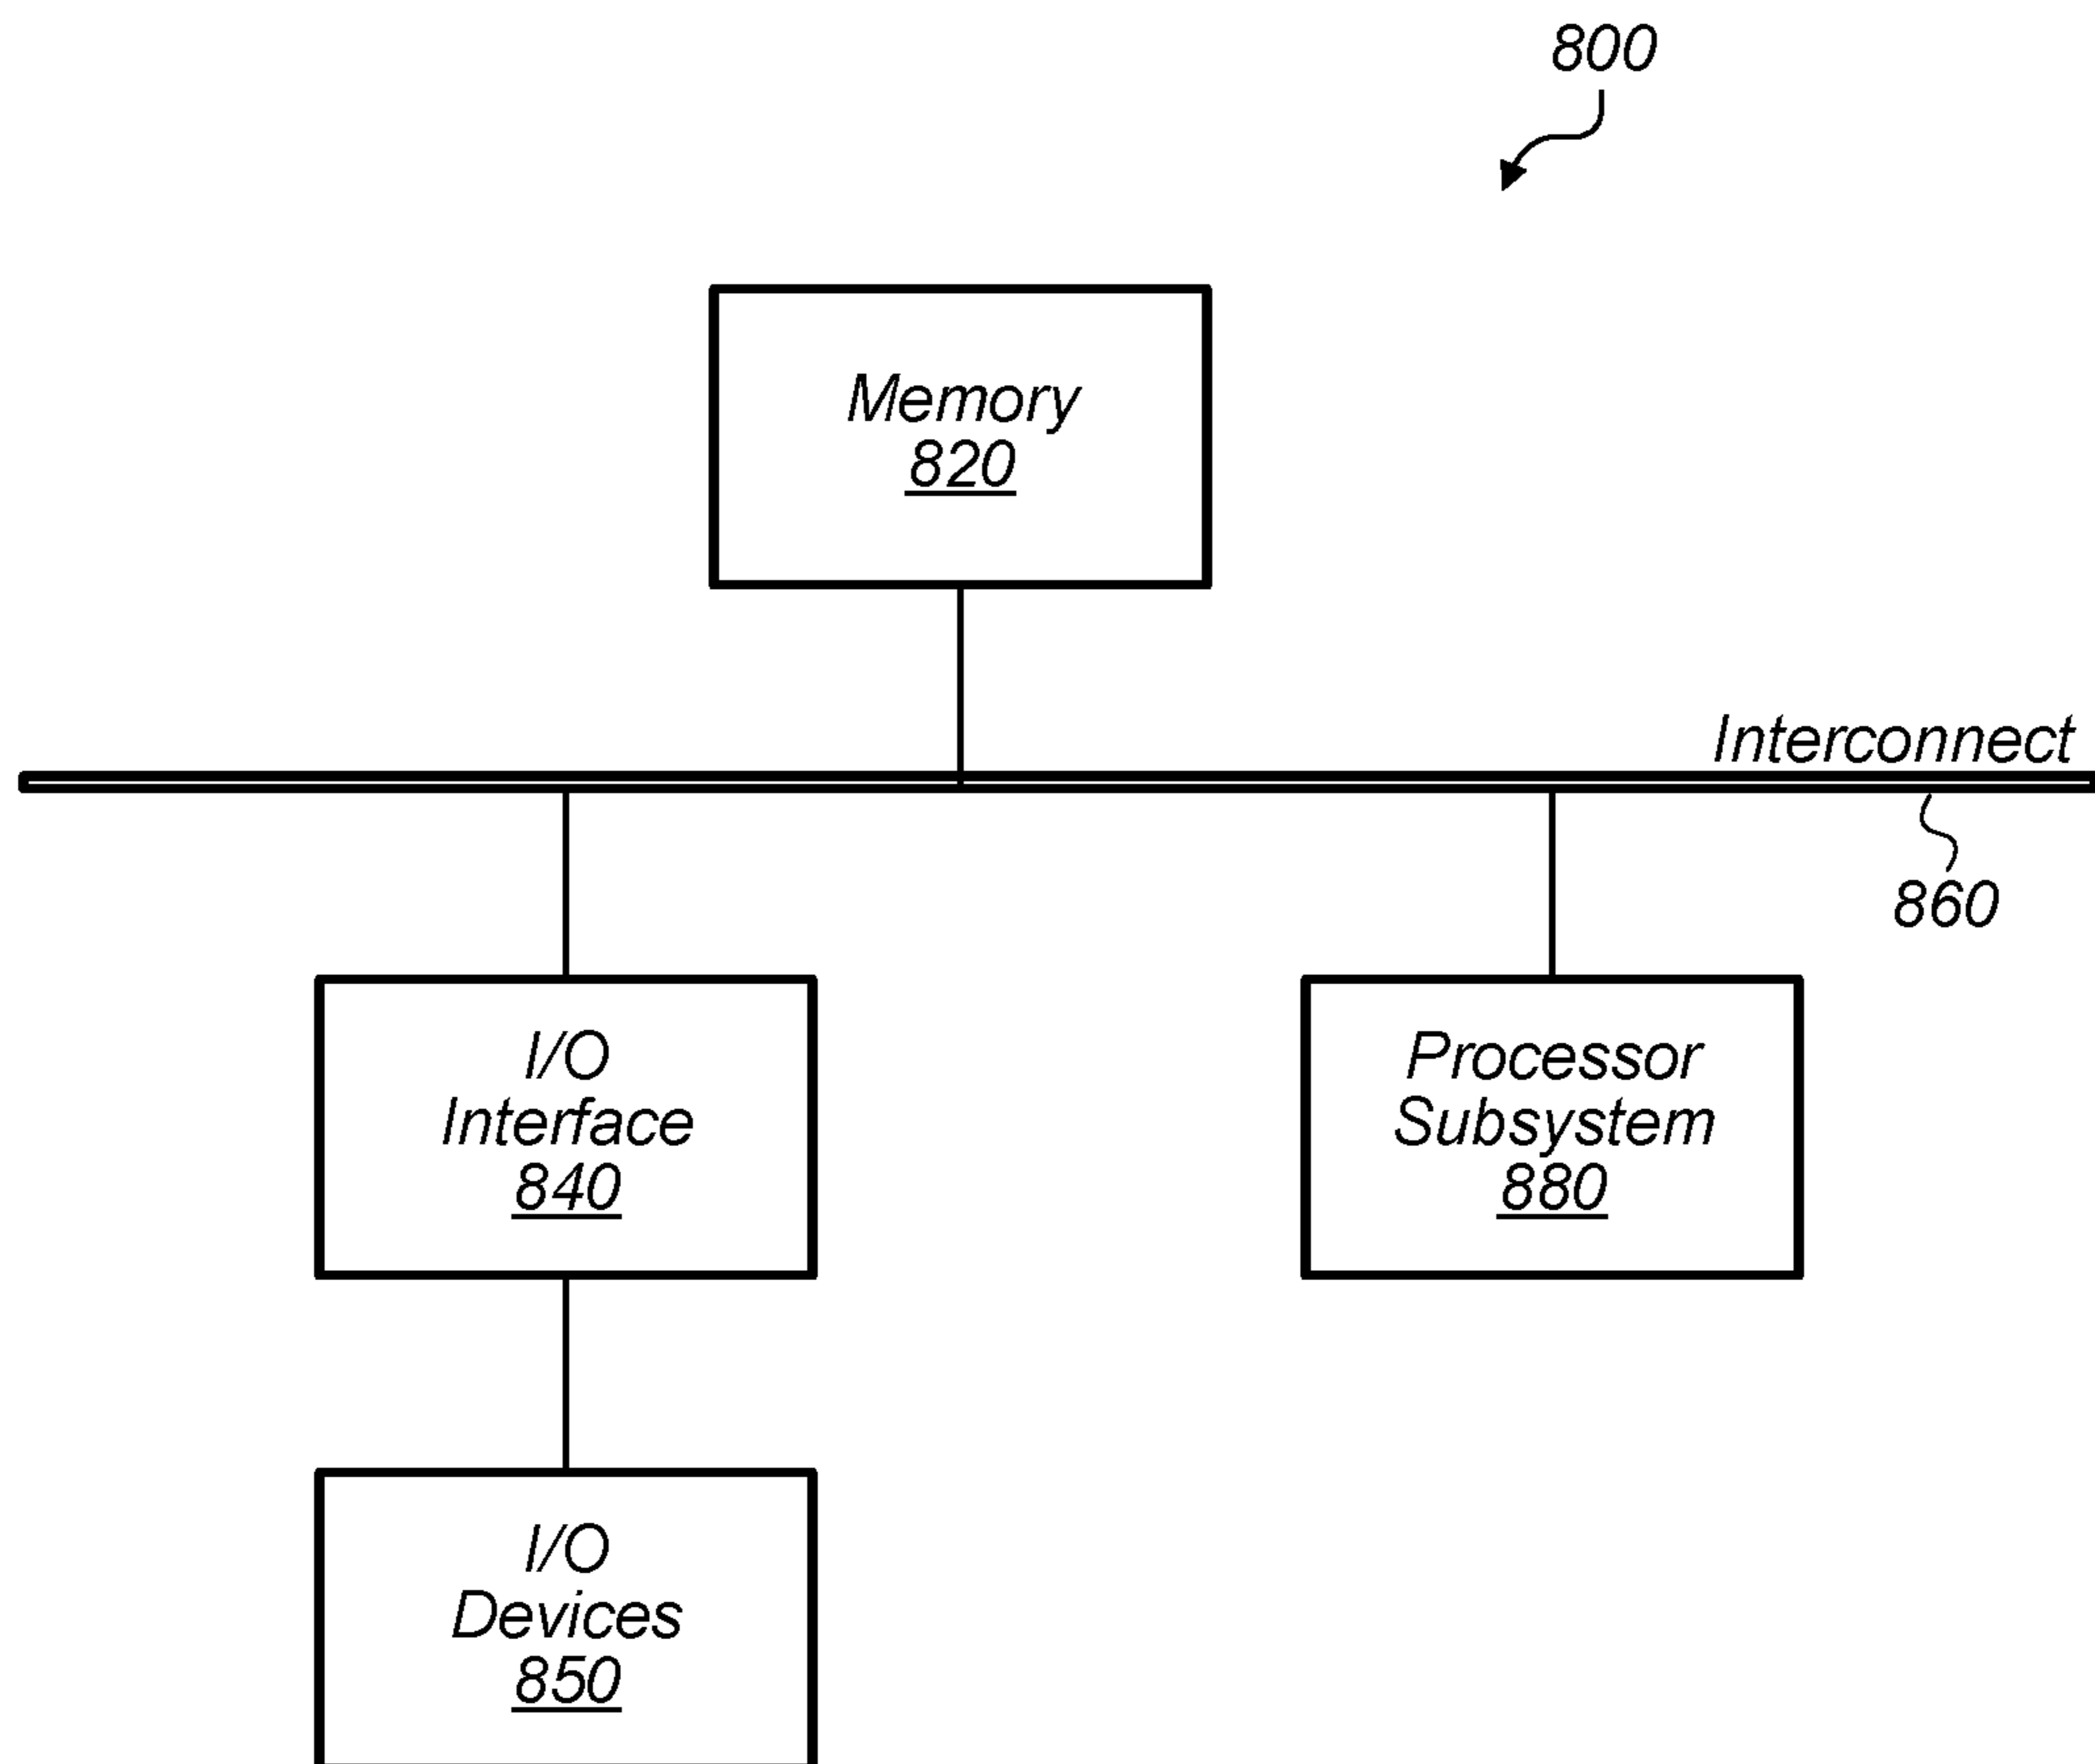 800
Memory
820
Interconnect
860
I/O
Interface
840
Processor
Subsystem
880
I/O
Devices
850